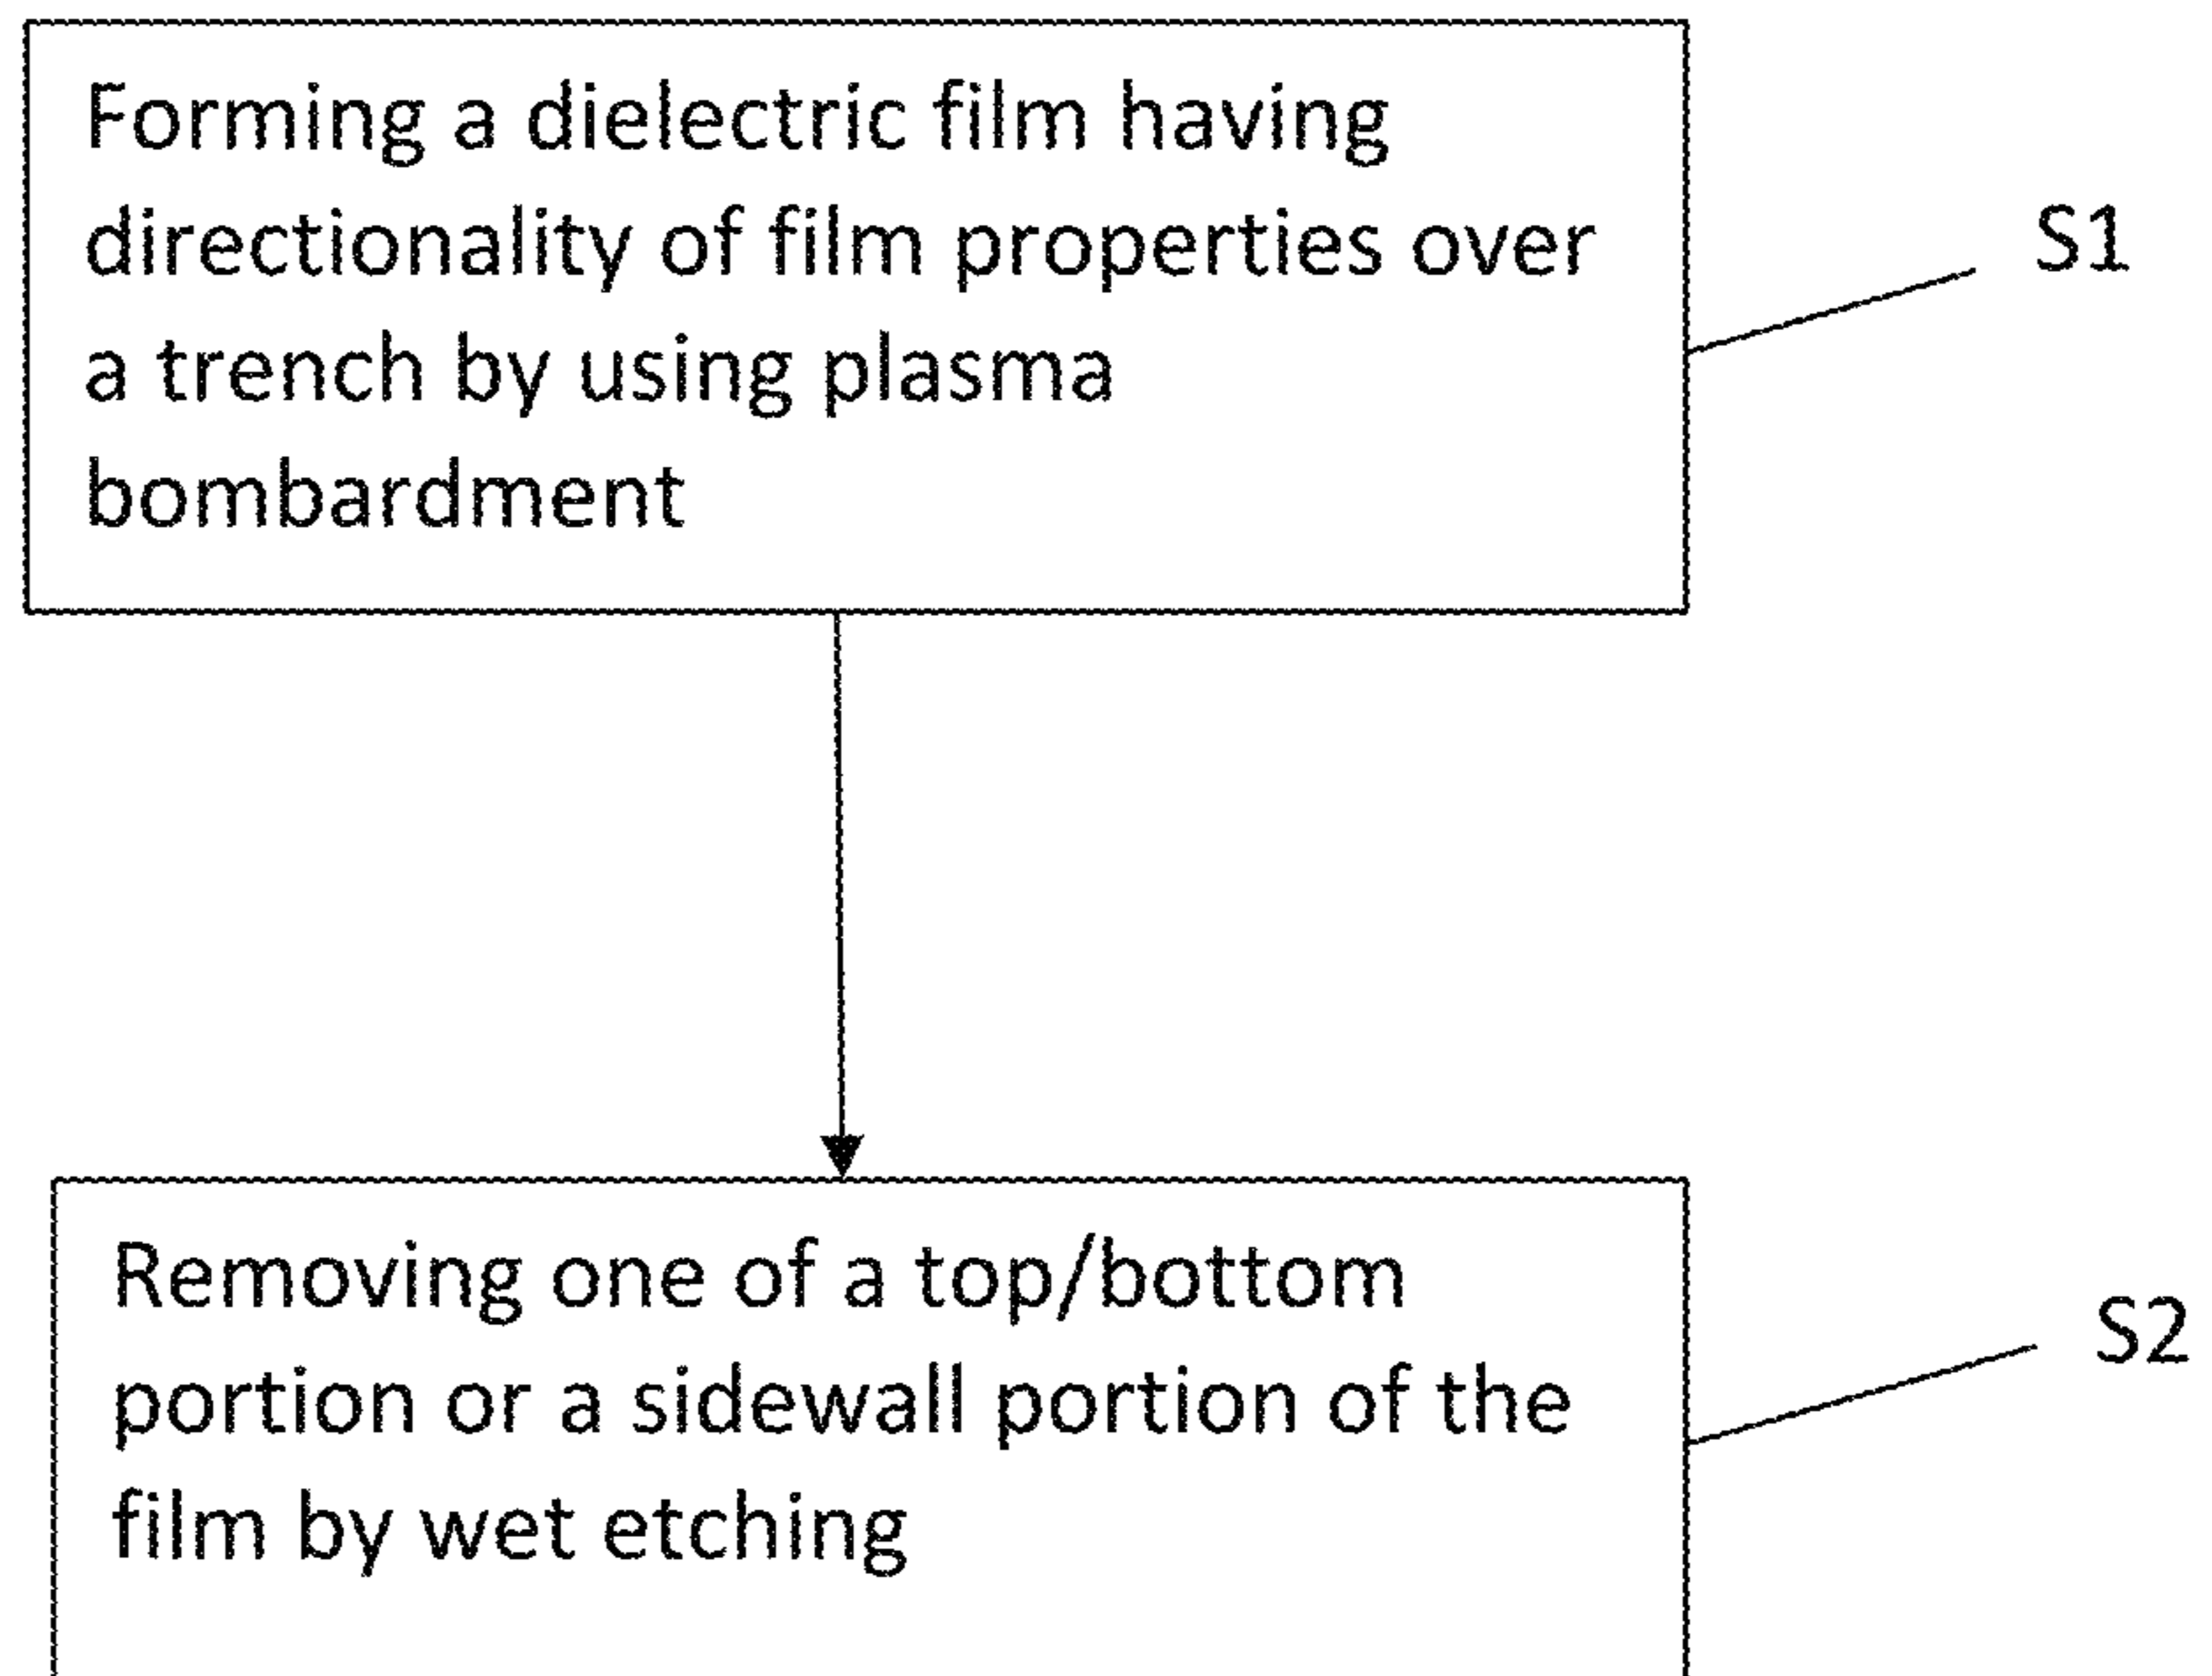 Forming a dielectric film having
directionality of film properties over
a trench by using plasma
bombardment
S1
Removing one of a top/bottom
portion or a sidewall portion of the
film by wet etching
S2